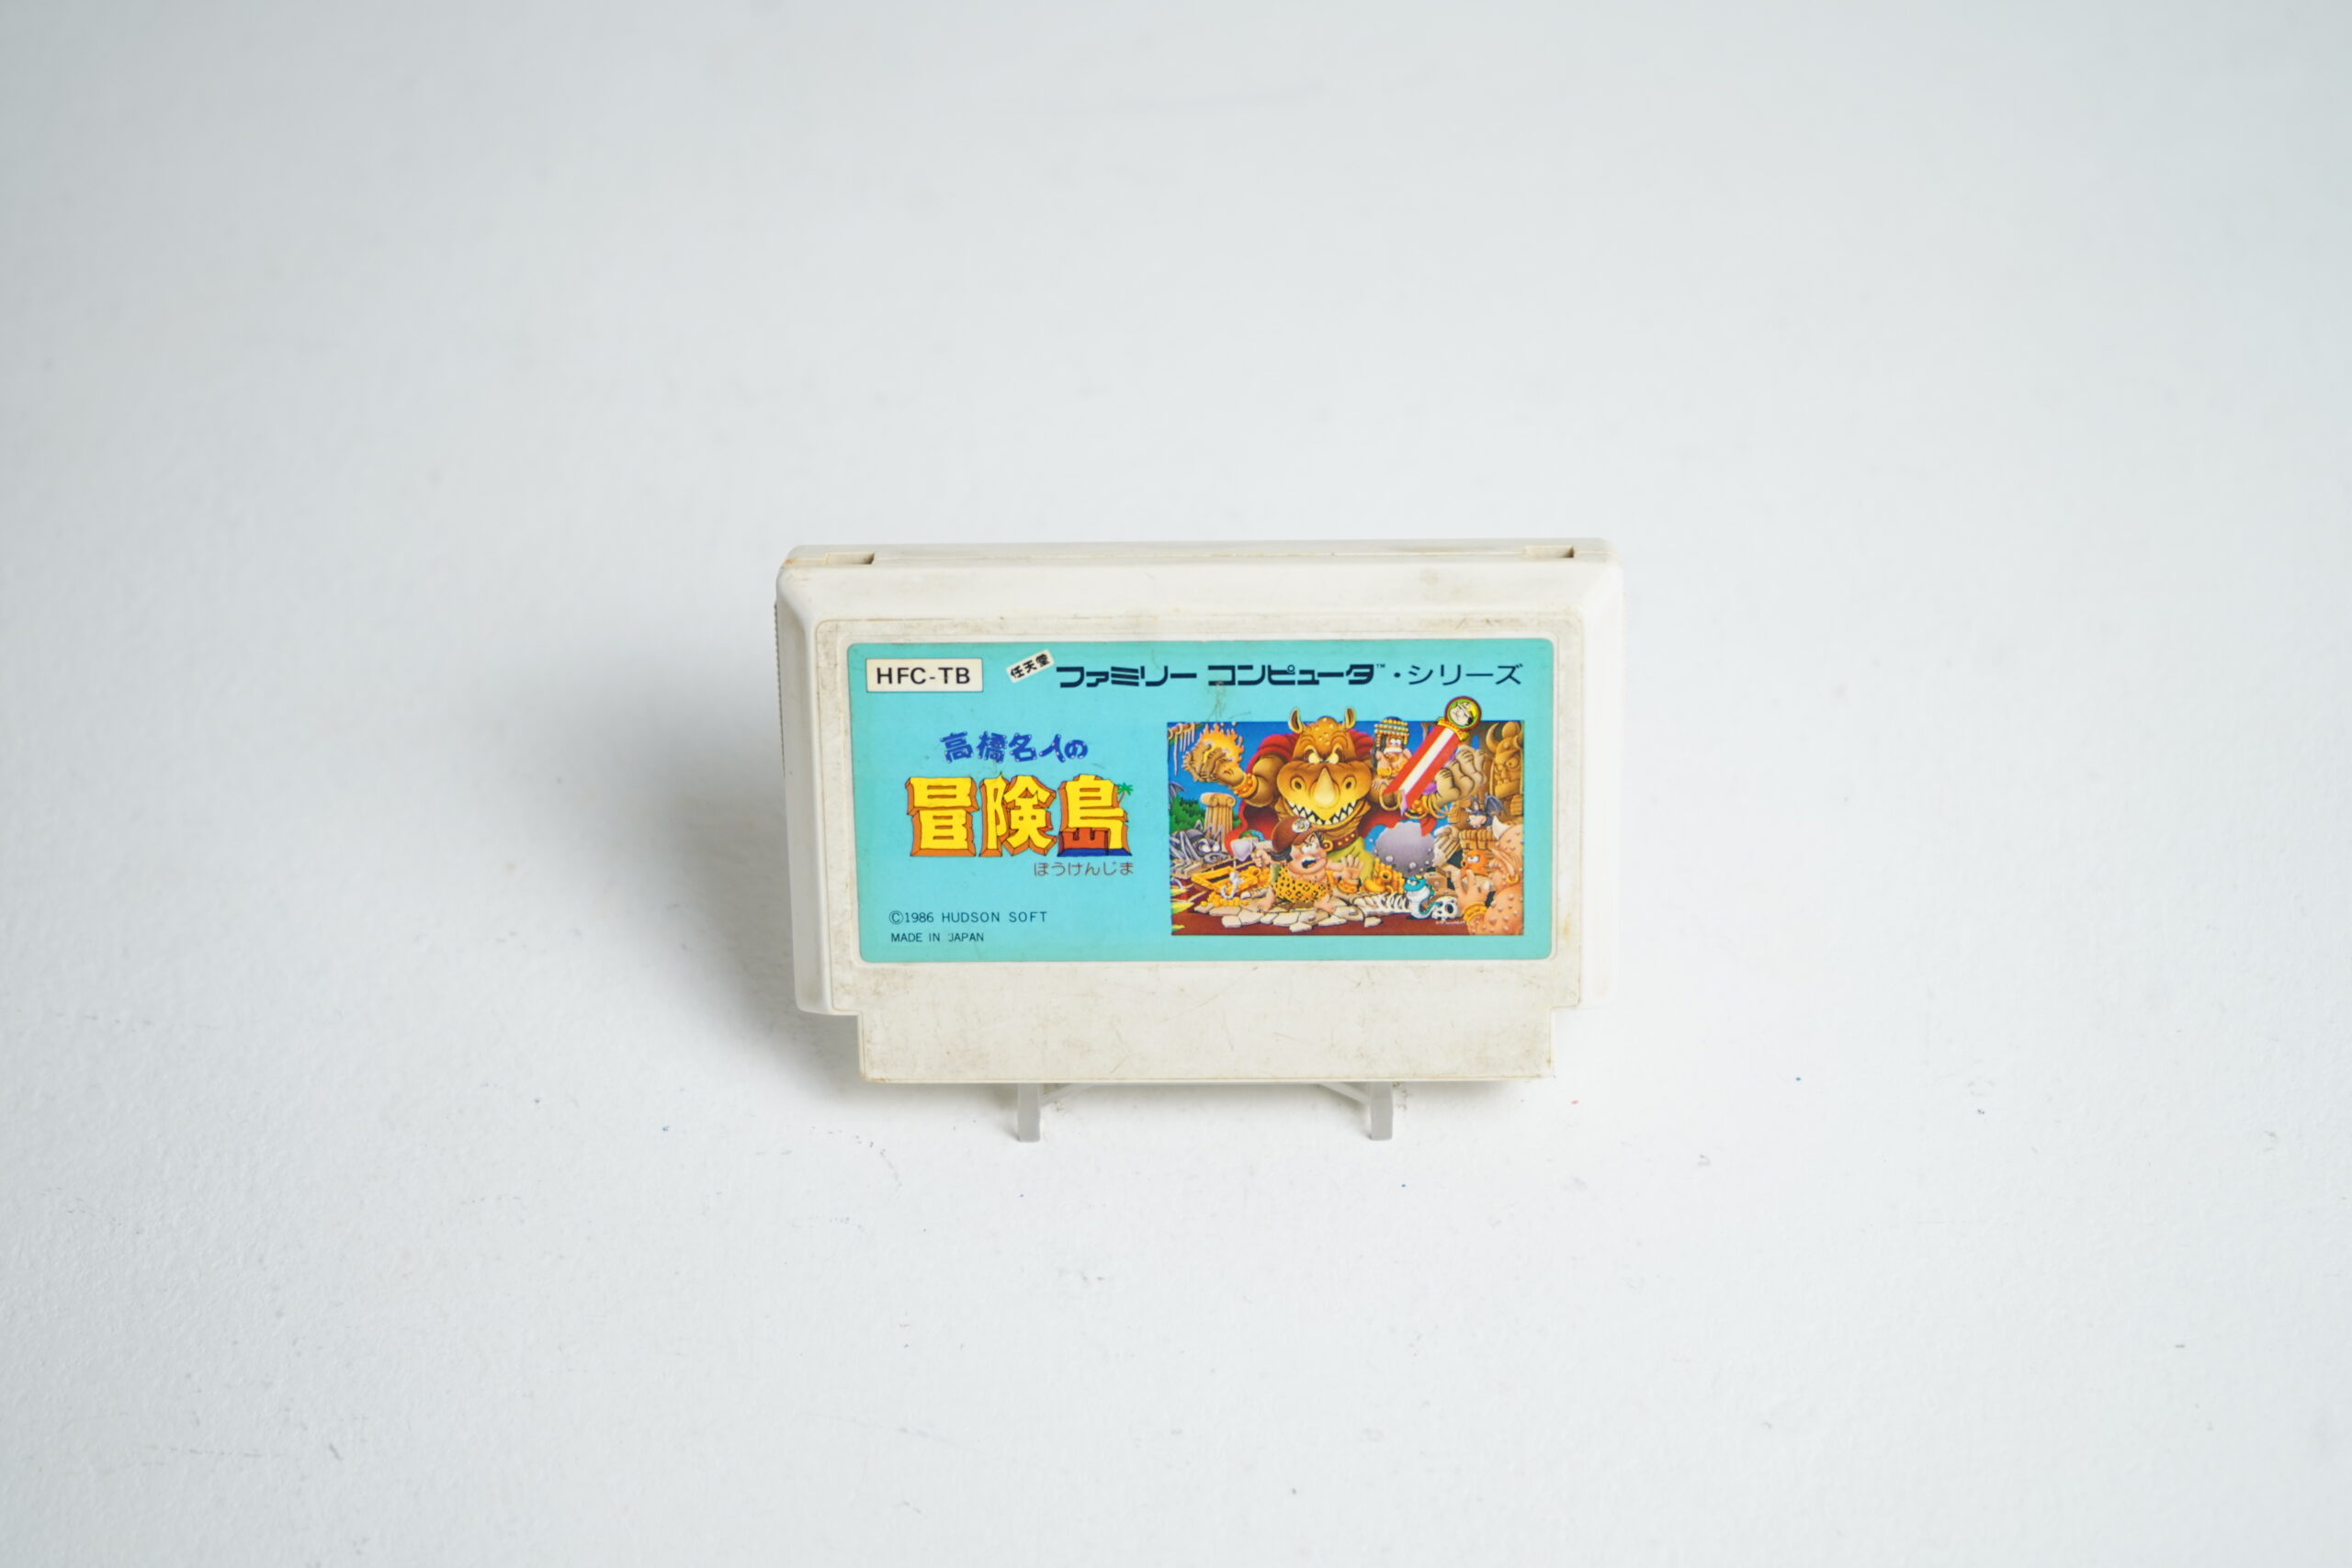 HFC-TB
任天堂 ファミリー コンピュータ™・シリーズ
高橋名人の
冒険島
ぼうけんじま
©1986 HUDSON SOFT
MADE IN JAPAN